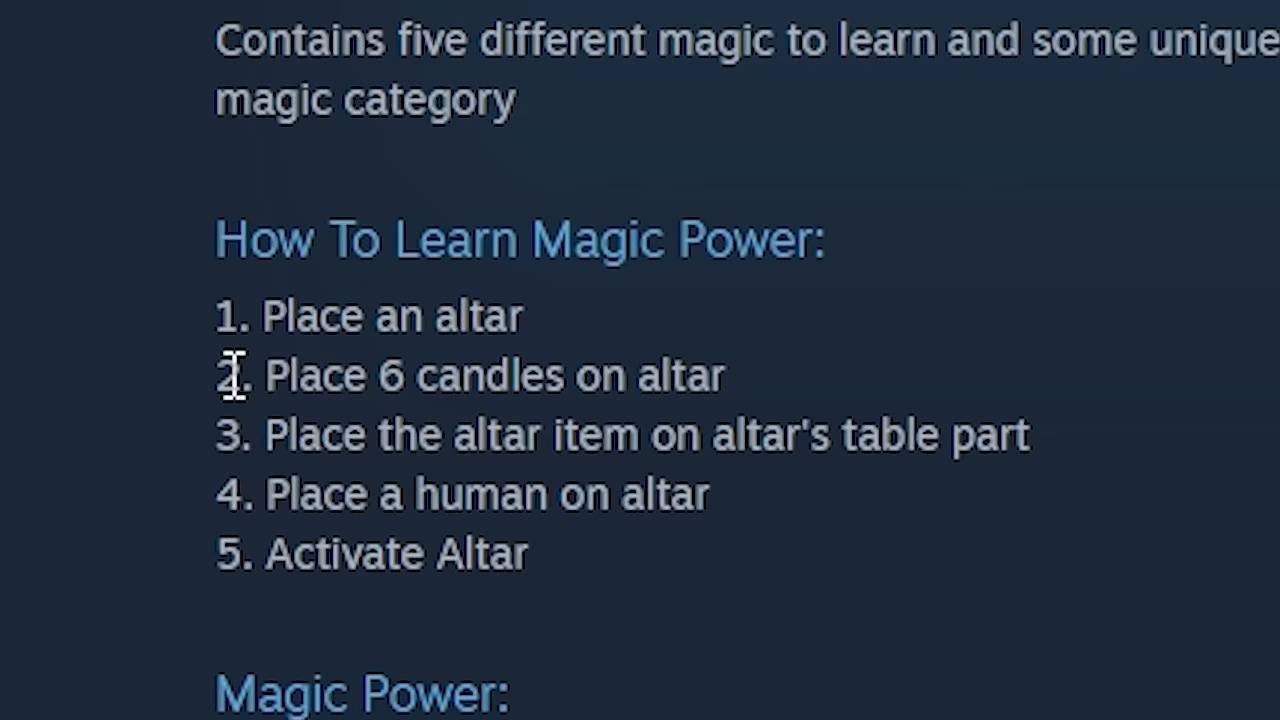 Contains five different magic to learn and some unique
magic category
How To Learn Magic Power:
1. Place an altar
2. Place 6 candles on altar
3. Place the altar item on altar's table part
4. Place a human on altar
5. Activate Altar
Magic Power: